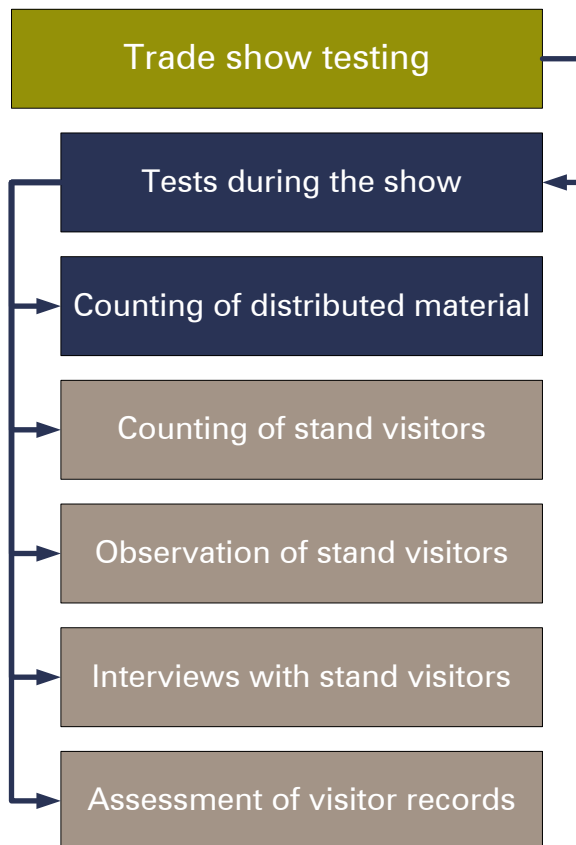 Trade show testing
Tests during the show
Counting of distributed material
Counting of stand visitors
Observation of stand visitors
Interviews with stand visitors
Assessment of visitor records